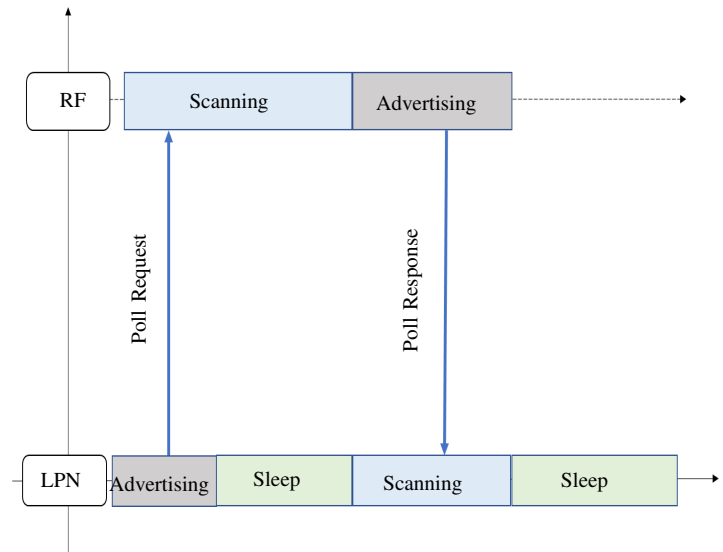 RF
Scanning
Advertising
Poll Request
Poll Response
LPN
Advertising
Sleep
Scanning
Sleep